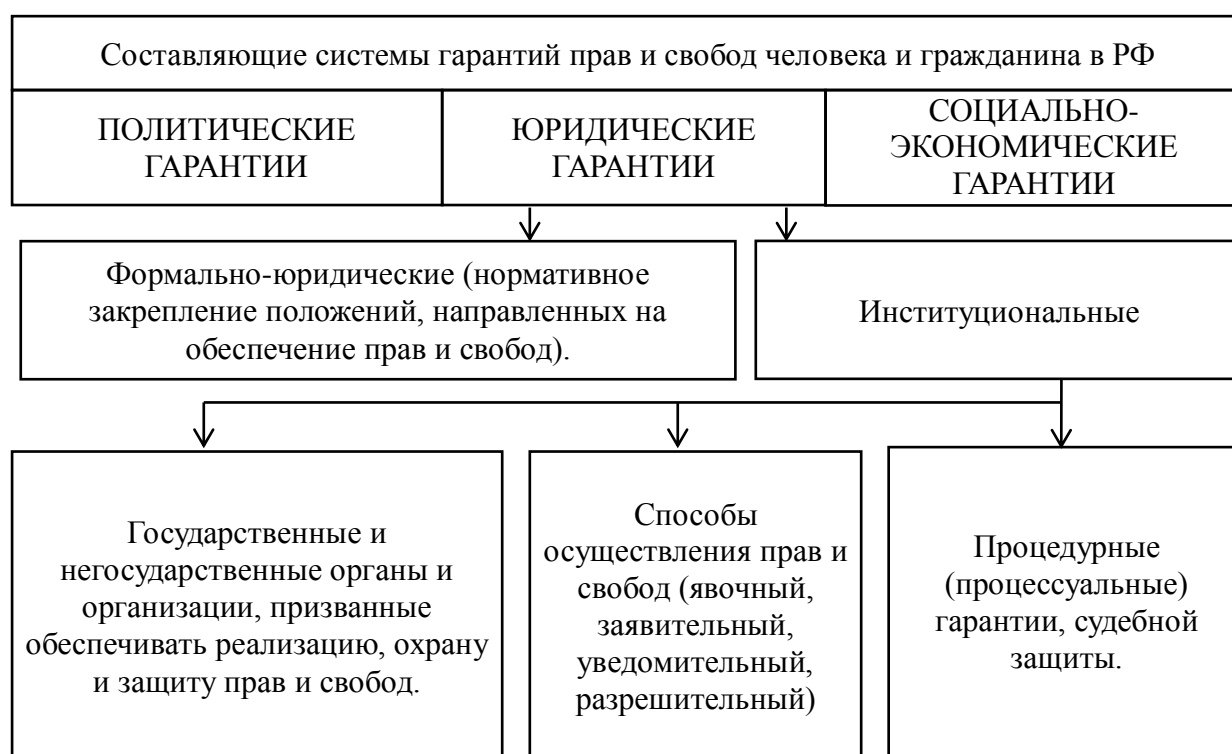 Составляющие системы гарантий прав и свобод человека и гражданина в РФ
ПОЛИТИЧЕСКИЕ
ГАРАНТИИ
ЮРИДИЧЕСКИЕ
ГАРАНТИИ
СОЦИАЛЬНО-
ЭКОНОМИЧЕСКИЕ
ГАРАНТИИ
Формально-юридические (нормативное
закрепление положений, направленных на
обеспечение прав и свобод).
Институциональные
Государственные и
негосударственные органы и
организации, призванные
обеспечивать реализацию, охрану
и защиту прав и свобод.
Способы
осуществления прав и
свобод (явочный,
заявительный,
уведомительный,
разрешительный)
Процедурные
(процессуальные)
гарантии, судебной
защиты.